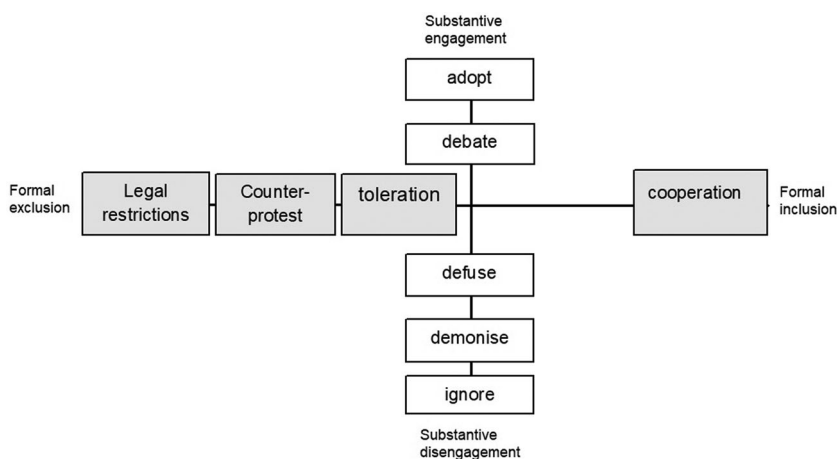 Substantive
engagement
adopt
debate
Formal
exclusion
Legal
restrictions
Counter-
protest
toleration
cooperation
Formal
inclusion
defuse
demonise
ignore
Substantive
disengagement